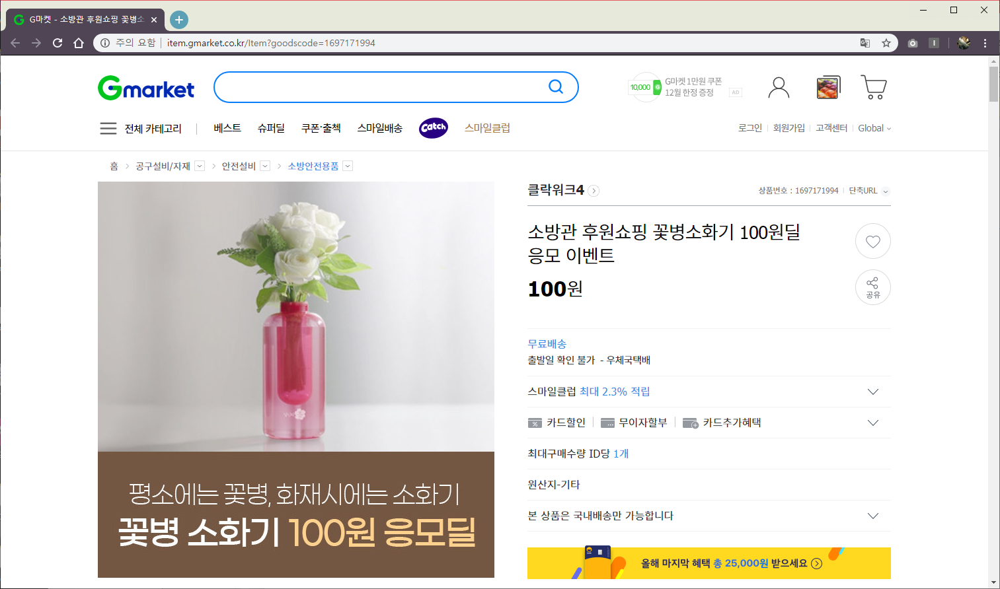 G마켓 - 소방관 후원쇼핑 꽃병소
주의 요함 item.gmarket.co.kr/Item?goodscode=1697171994
Gmarket
10,000 G
G마켓 1만원 쿠폰
12월 한정 증정
AD
전체 카테고리 베스트 슈퍼딜 쿠폰·출첵 스마일배송 Catch 스마일클럽
로그인 회원가입 고객센터 Global
홈 > 공구설비/자재 > 안전설비 > 소방안전용품
클락워크4
상품번호 : 1697171994 단축URL
소방관 후원쇼핑 꽃병소화기 100원딜
응모 이벤트
100원
공유
무료배송
출발일 확인 불가 - 우체국택배
스마일클럽 최대 2.3% 적립
카드할인 무이자할부 카드추가혜택
최대구매수량 ID당 1개
원산지-기타
본 상품은 국내배송만 가능합니다
올해 마지막 혜택 총 25,000원 받으세요
평소에는 꽃병, 화재시에는 소화기
꽃병 소화기 100원 응모딜